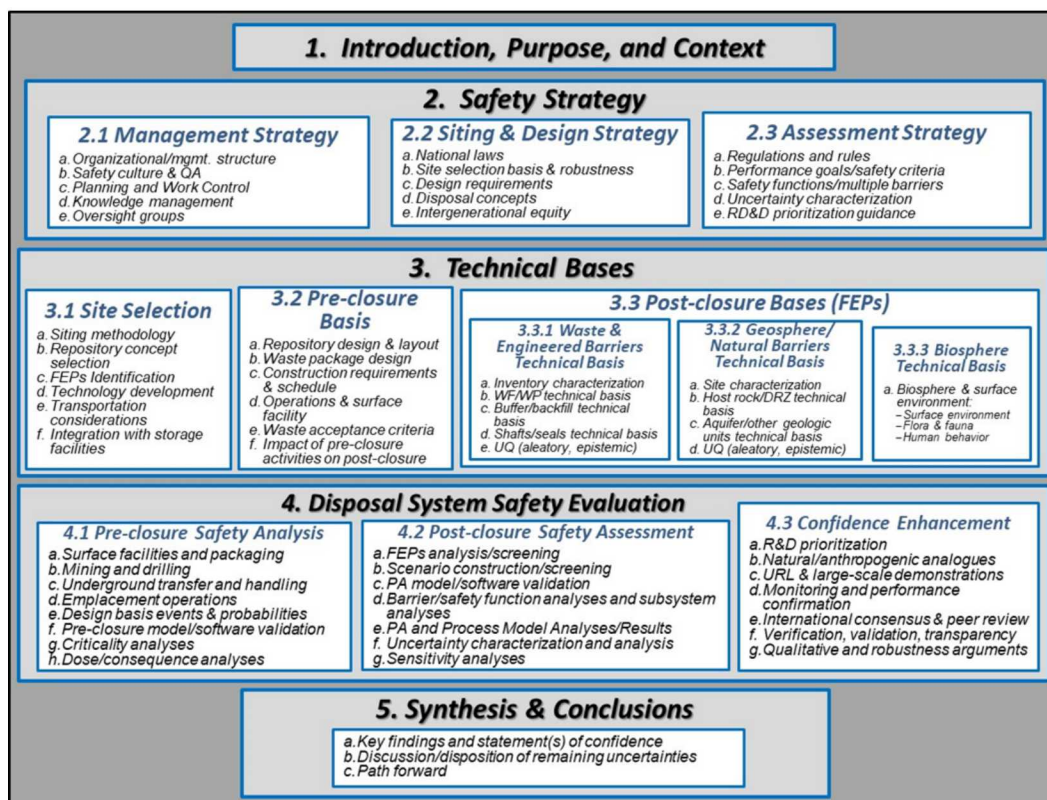 1. Introduction, Purpose, and Context
2. Safety Strategy
2.1 Management Strategy
a. Organizational/mgmt. structure
b. Safety culture & QA
c. Planning and Work Control
d. Knowledge management
e. Oversight groups
2.2 Siting & Design Strategy
a. National laws
b. Site selection basis & robustness
c. Design requirements
d. Disposal concepts
e. Intergenerational equity
2.3 Assessment Strategy
a. Regulations and rules
b. Performance goals/safety criteria
c. Safety functions/multiple barriers
d. Uncertainty characterization
e. RD&D prioritization guidance
3. Technical Bases
3.1 Site Selection
a. Siting methodology
b. Repository concept
selection
c. FEPs Identification
d. Technology development
e. Transportation
considerations
f. Integration with storage
facilities
3.2 Pre-closure
Basis
a. Repository design & layout
b. Waste package design
c. Construction requirements
& schedule
d. Operations & surface
facility
e. Waste acceptance criteria
f. Impact of pre-closure
activities on post-closure
3.3 Post-closure Bases (FEPs)
3.3.1 Waste &
Engineered Barriers
Technical Basis
a. Inventory characterization
b. WF/WP technical basis
c. Buffer/backfill technical
basis
d. Shafts/seals technical basis
e. UQ (aleatory, epistemic)
3.3.2 Geosphere/
Natural Barriers
Technical Basis
a. Site characterization
b. Host rock/DRZ technical
basis
c. Aquifer/other geologic
units technical basis
d. UQ (aleatory, epistemic)
3.3.3 Biosphere
Technical Basis
a. Biosphere & surface
environment:
– Surface environment
– Flora & fauna
– Human behavior
4. Disposal System Safety Evaluation
4.1 Pre-closure Safety Analysis
a. Surface facilities and packaging
b. Mining and drilling
c. Underground transfer and handling
d. Emplacement operations
e. Design basis events & probabilities
f. Pre-closure model/software validation
g. Criticality analyses
h. Dose/consequence analyses
4.2 Post-closure Safety Assessment
a. FEPs analysis/screening
b. Scenario construction/screening
c. PA model/software validation
d. Barrier/safety function analyses and subsystem
analyses
e. PA and Process Model Analyses/Results
f. Uncertainty characterization and analysis
g. Sensitivity analyses
4.3 Confidence Enhancement
a. R&D prioritization
b. Natural/anthropogenic analogues
c. URL & large-scale demonstrations
d. Monitoring and performance
confirmation
e. International consensus & peer review
f. Verification, validation, transparency
g. Qualitative and robustness arguments
5. Synthesis & Conclusions
a. Key findings and statement(s) of confidence
b. Discussion/disposition of remaining uncertainties
c. Path forward